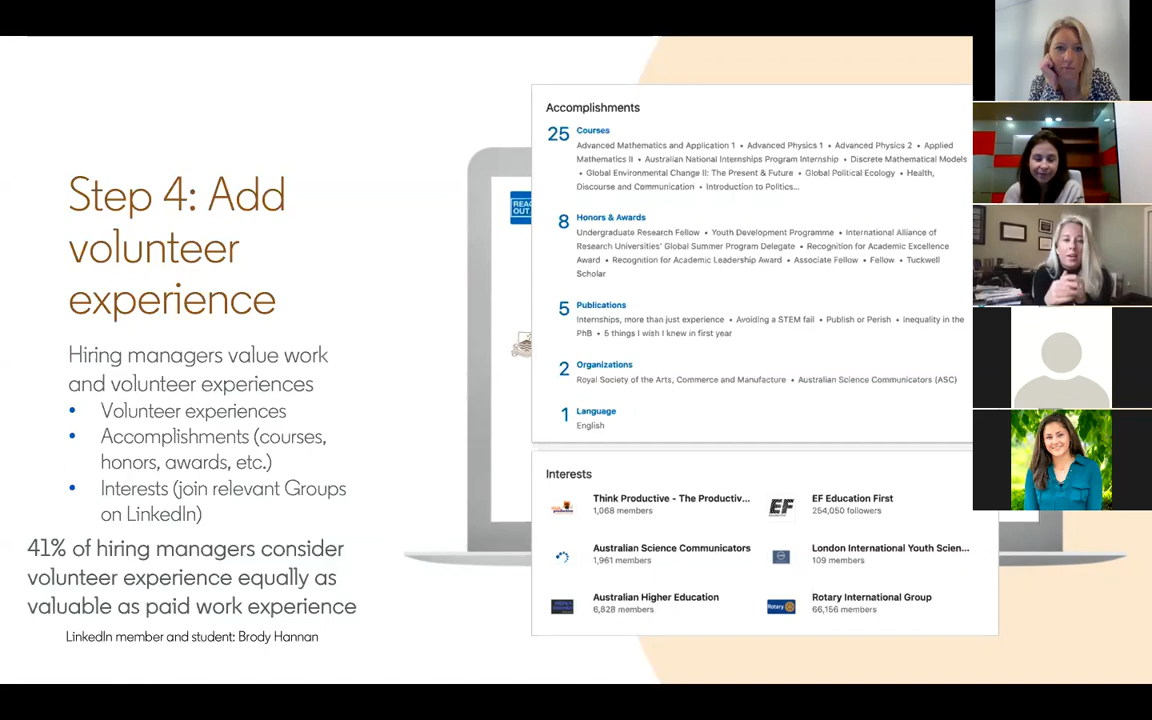 Step 4: Add
volunteer
experience
Hiring managers value work
and volunteer experiences
• Volunteer experiences
• Accomplishments (courses,
honors, awards, etc.)
• Interests (join relevant Groups
on LinkedIn)
41% of hiring managers consider
volunteer experience equally as
valuable as paid work experience
LinkedIn member and student: Brody Hannan
REAC
OUT.
Accomplishments
25 Courses
Advanced Mathematics and Application 1 • Advanced Physics 1 • Advanced Physics 2 • Applied
Mathematics II • Australian National Internships Program Internship • Discrete Mathematical Models
• Global Environmental Change II: The Present & Future • Global Political Ecology • Health,
Discourse and Communication • Introduction to Politics...
8 Honors & Awards
Undergraduate Research Fellow • Youth Development Programme • International Alliance of
Research Universities' Global Summer Program Delegate • Recognition for Academic Excellence
Award • Recognition for Academic Leadership Award • Associate Fellow • Fellow • Tuckwell
Scholar
5 Publications
Internships, more than just experience • Avoiding a STEM fail • Publish or Perish • Inequality in the
PhB • 5 things I wish I knew in first year
2 Organizations
Royal Society of the Arts, Commerce and Manufacture • Australian Science Communicators (ASC)
1 Language
English
Interests
Think Productive - The Productiv...
1,068 members
EF
EF Education First
254,050 followers
Australian Science Communicators
1,961 members
London International Youth Scien...
109 members
Australian Higher Education
6,828 members
Rotary
Rotary International Group
66,156 members